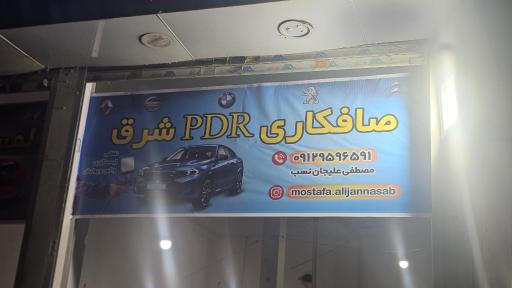 صافکاری PDR شرق
۰۹۱۲۹۵۹۶۵۹۱
مصطفی علیجان نسب
mostafa.alijannasab